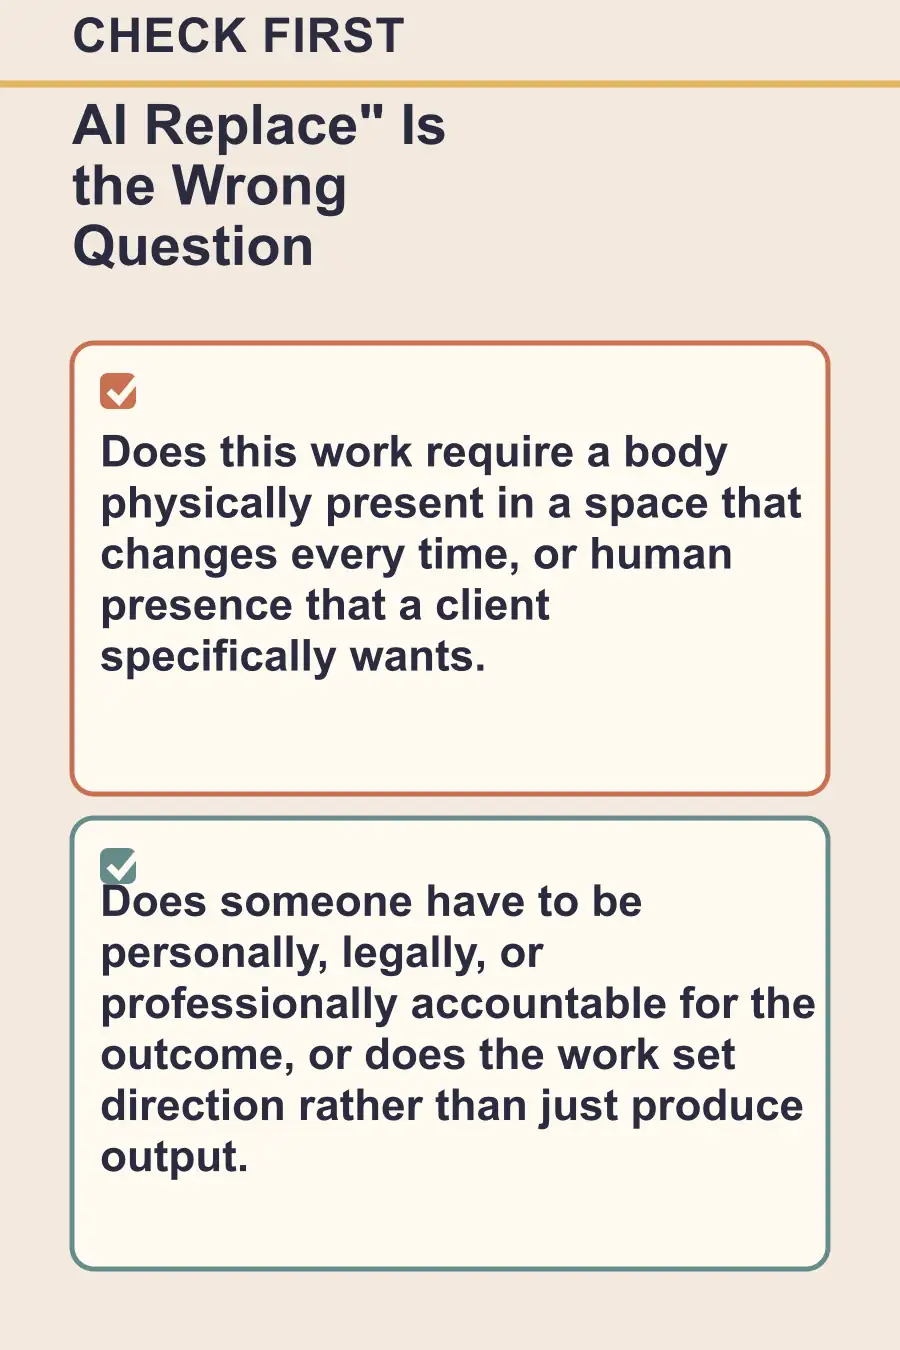 CHECK FIRST
AI Replace" Is
the Wrong
Question
Does this work require a body
physically present in a space that
changes every time, or human
presence that a client
specifically wants.
Does someone have to be
personally, legally, or
professionally accountable for the
outcome, or does the work set
direction rather than just produce
output.